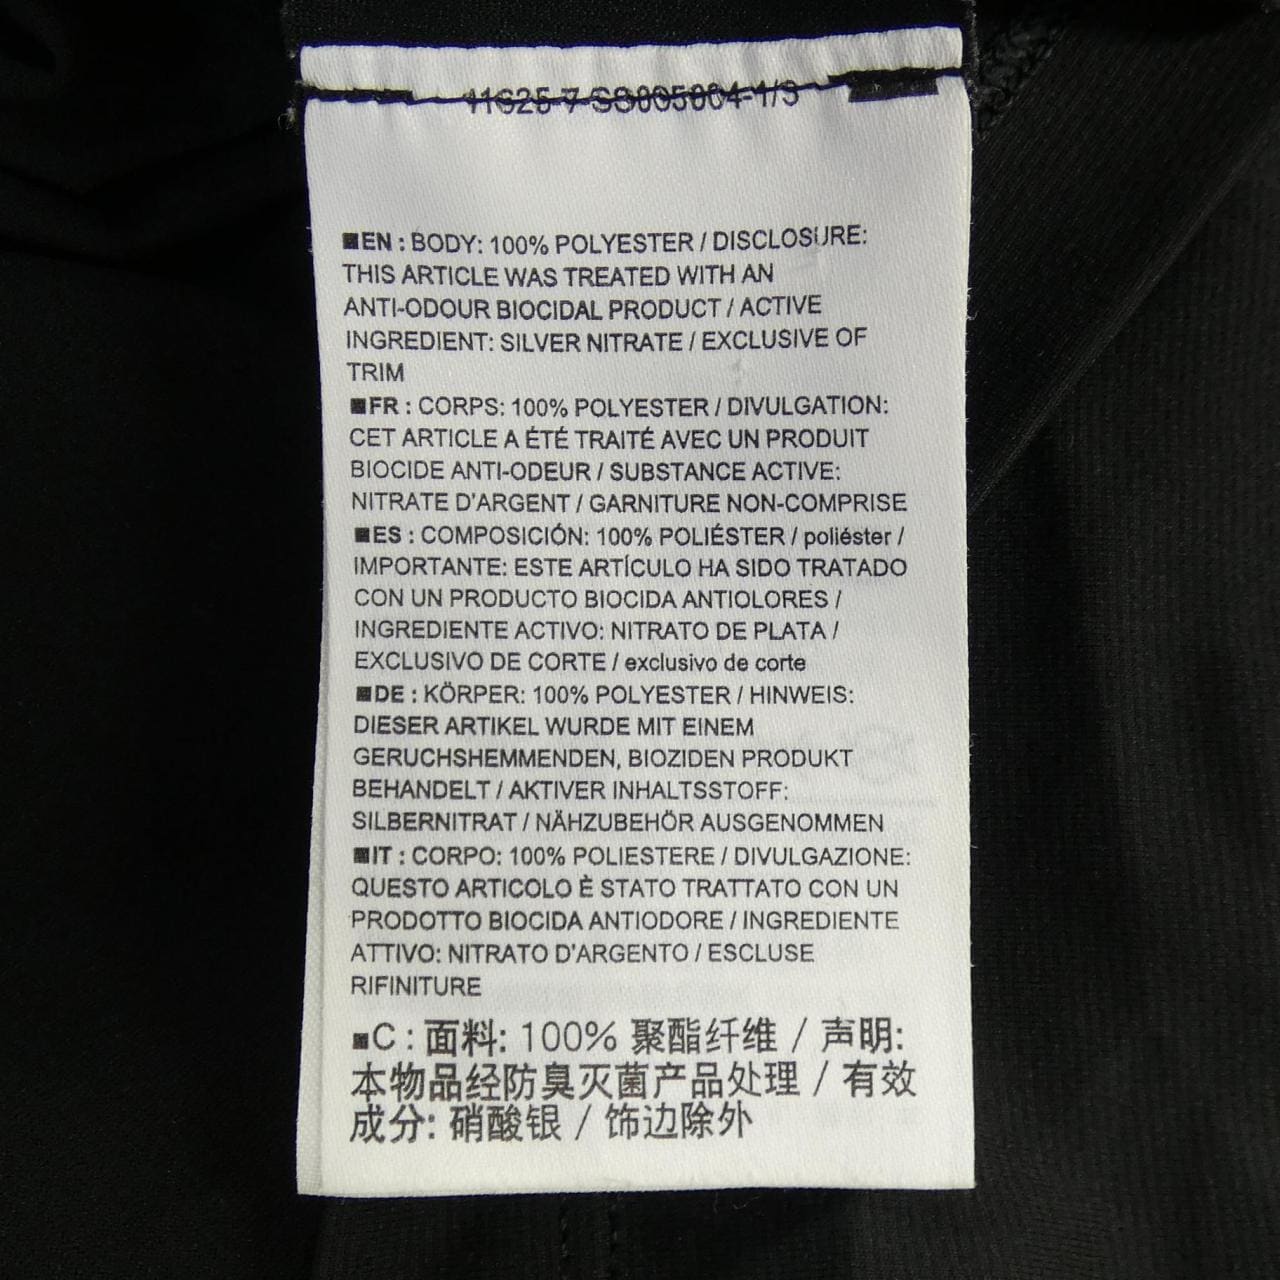 ■EN : BODY: 100% POLYESTER / DISCLOSURE:
THIS ARTICLE WAS TREATED WITH AN
ANTI-ODOUR BIOCIDAL PRODUCT / ACTIVE
INGREDIENT: SILVER NITRATE / EXCLUSIVE OF
TRIM
■FR : CORPS: 100% POLYESTER / DIVULGATION:
CET ARTICLE A ÉTÉ TRAITÉ AVEC UN PRODUIT
BIOCIDE ANTI-ODEUR / SUBSTANCE ACTIVE:
NITRATE D'ARGENT / GARNITURE NON-COMPRISE
■ES : COMPOSICIÓN: 100% POLIÉSTER / poliéster /
IMPORTANTE: ESTE ARTÍCULO HA SIDO TRATADO
CON UN PRODUCTO BIOCIDA ANTIOLORES /
INGREDIENTE ACTIVO: NITRATO DE PLATA /
EXCLUSIVO DE CORTE / exclusivo de corte
■DE : KÖRPER: 100% POLYESTER / HINWEIS:
DIESER ARTIKEL WURDE MIT EINEM
GERUCHSHEMMENDEN, BIOZIDEN PRODUKT
BEHANDELT / AKTIVER INHALTSSTOFF:
SILBERNITRAT / NÄHZUBEHÖR AUSGENOMMEN
■IT : CORPO: 100% POLIESTERE / DIVULGAZIONE:
QUESTO ARTICOLO È STATO TRATTATO CON UN
PRODOTTO BIOCIDA ANTIODORE / INGREDIENTE
ATTIVO: NITRATO D'ARGENTO / ESCLUSE
RIFINITURE
■C : 面料: 100% 聚酯纤维 / 声明:
本物品经防臭灭菌产品处理 / 有效
成分: 硝酸银 / 饰边除外